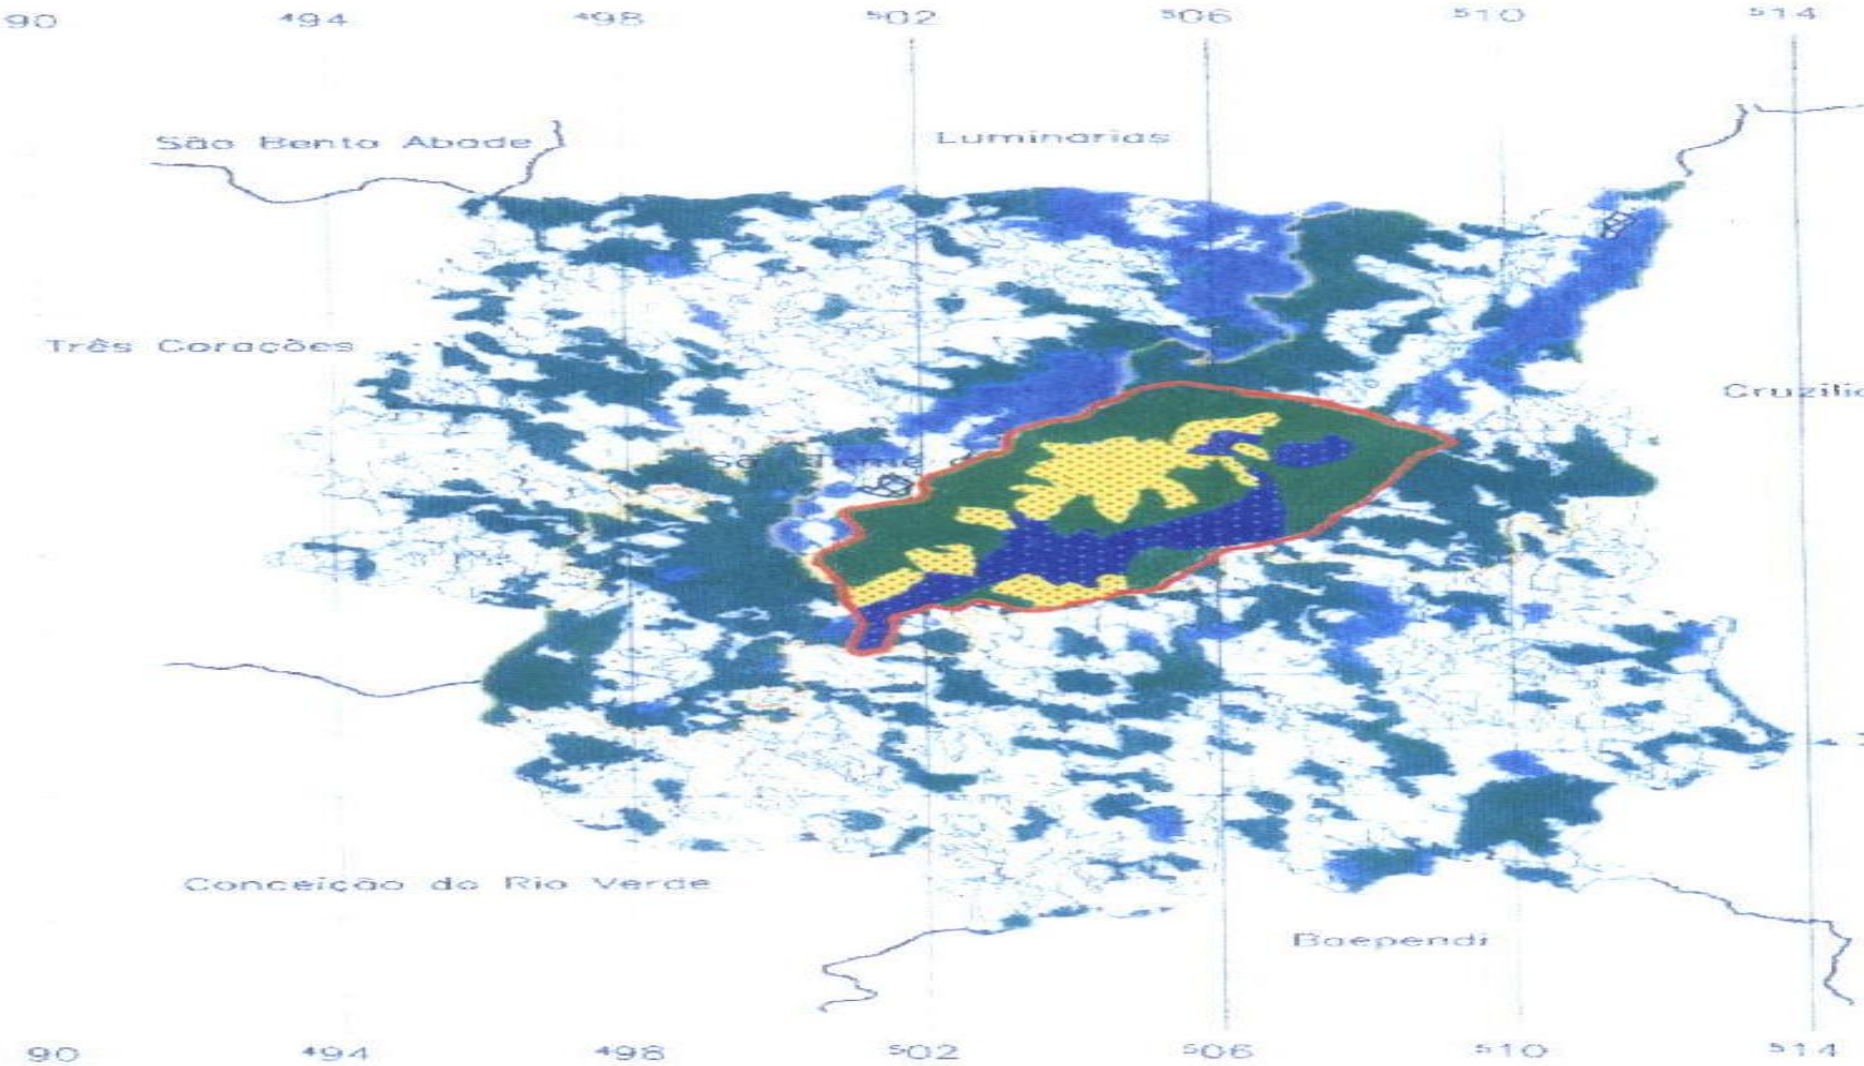 90 494 498 502 506 510 514
São Bento Abade
Luminarias
Três Corações
Cruzilia
Conceição do Rio Verde
Baependi
90 494 498 502 506 510 514